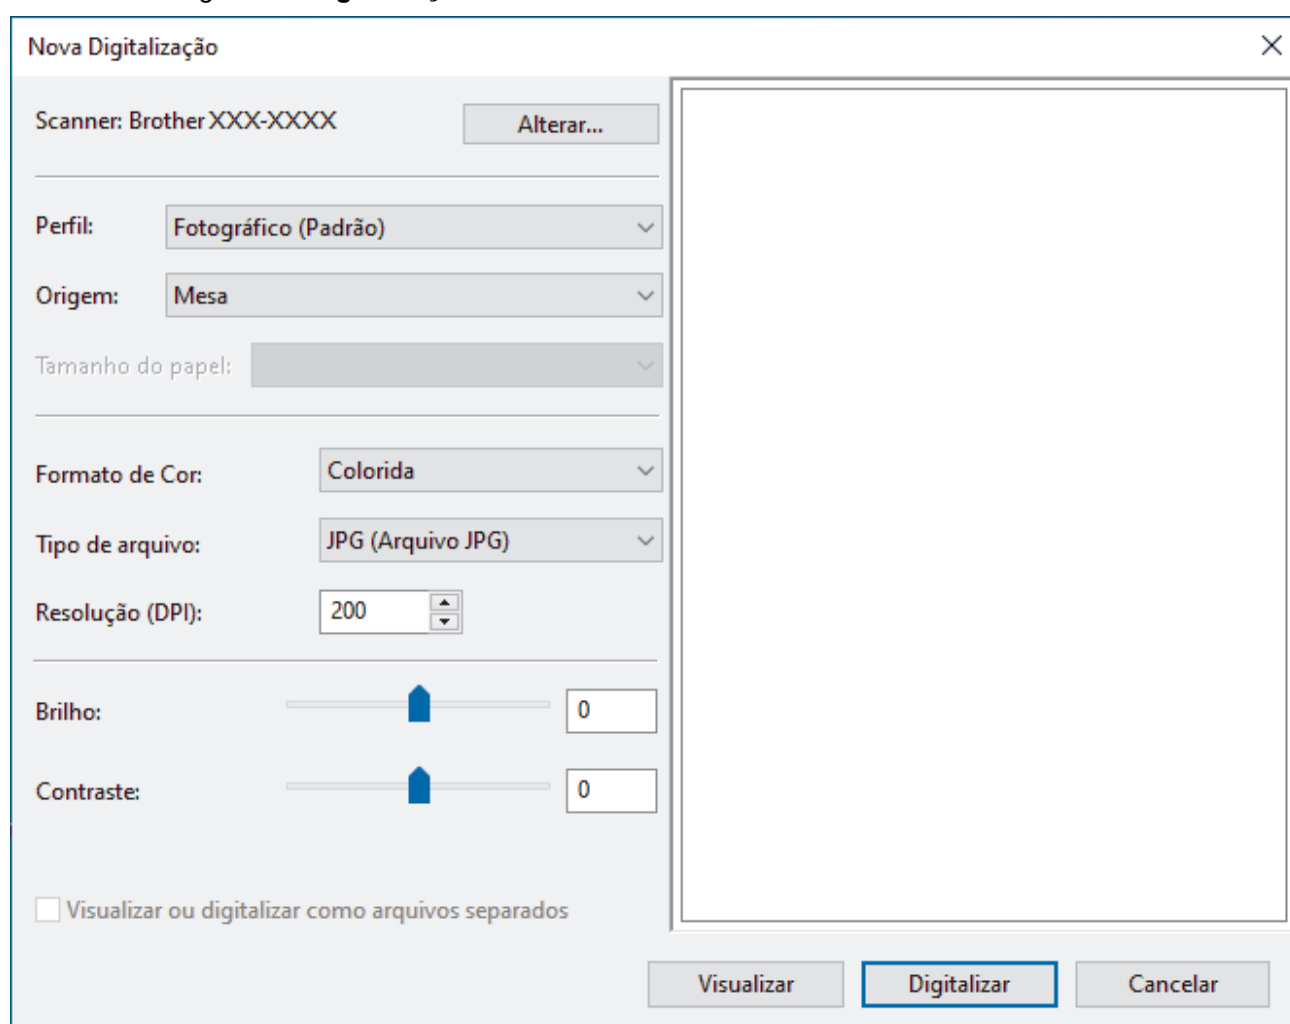 Nova Digitalização
Scanner: Brother XXX-XXXX
Alterar...
Perfil:
Fotográfico (Padrão)
Origem:
Mesa
Tamanho do papel:
Formato de Cor:
Colorida
Tipo de arquivo:
JPG (Arquivo JPG)
Resolução (DPI):
200
Brilho:
0
Contraste:
0
Visualizar ou digitalizar como arquivos separados
Visualizar
Digitalizar
Cancelar